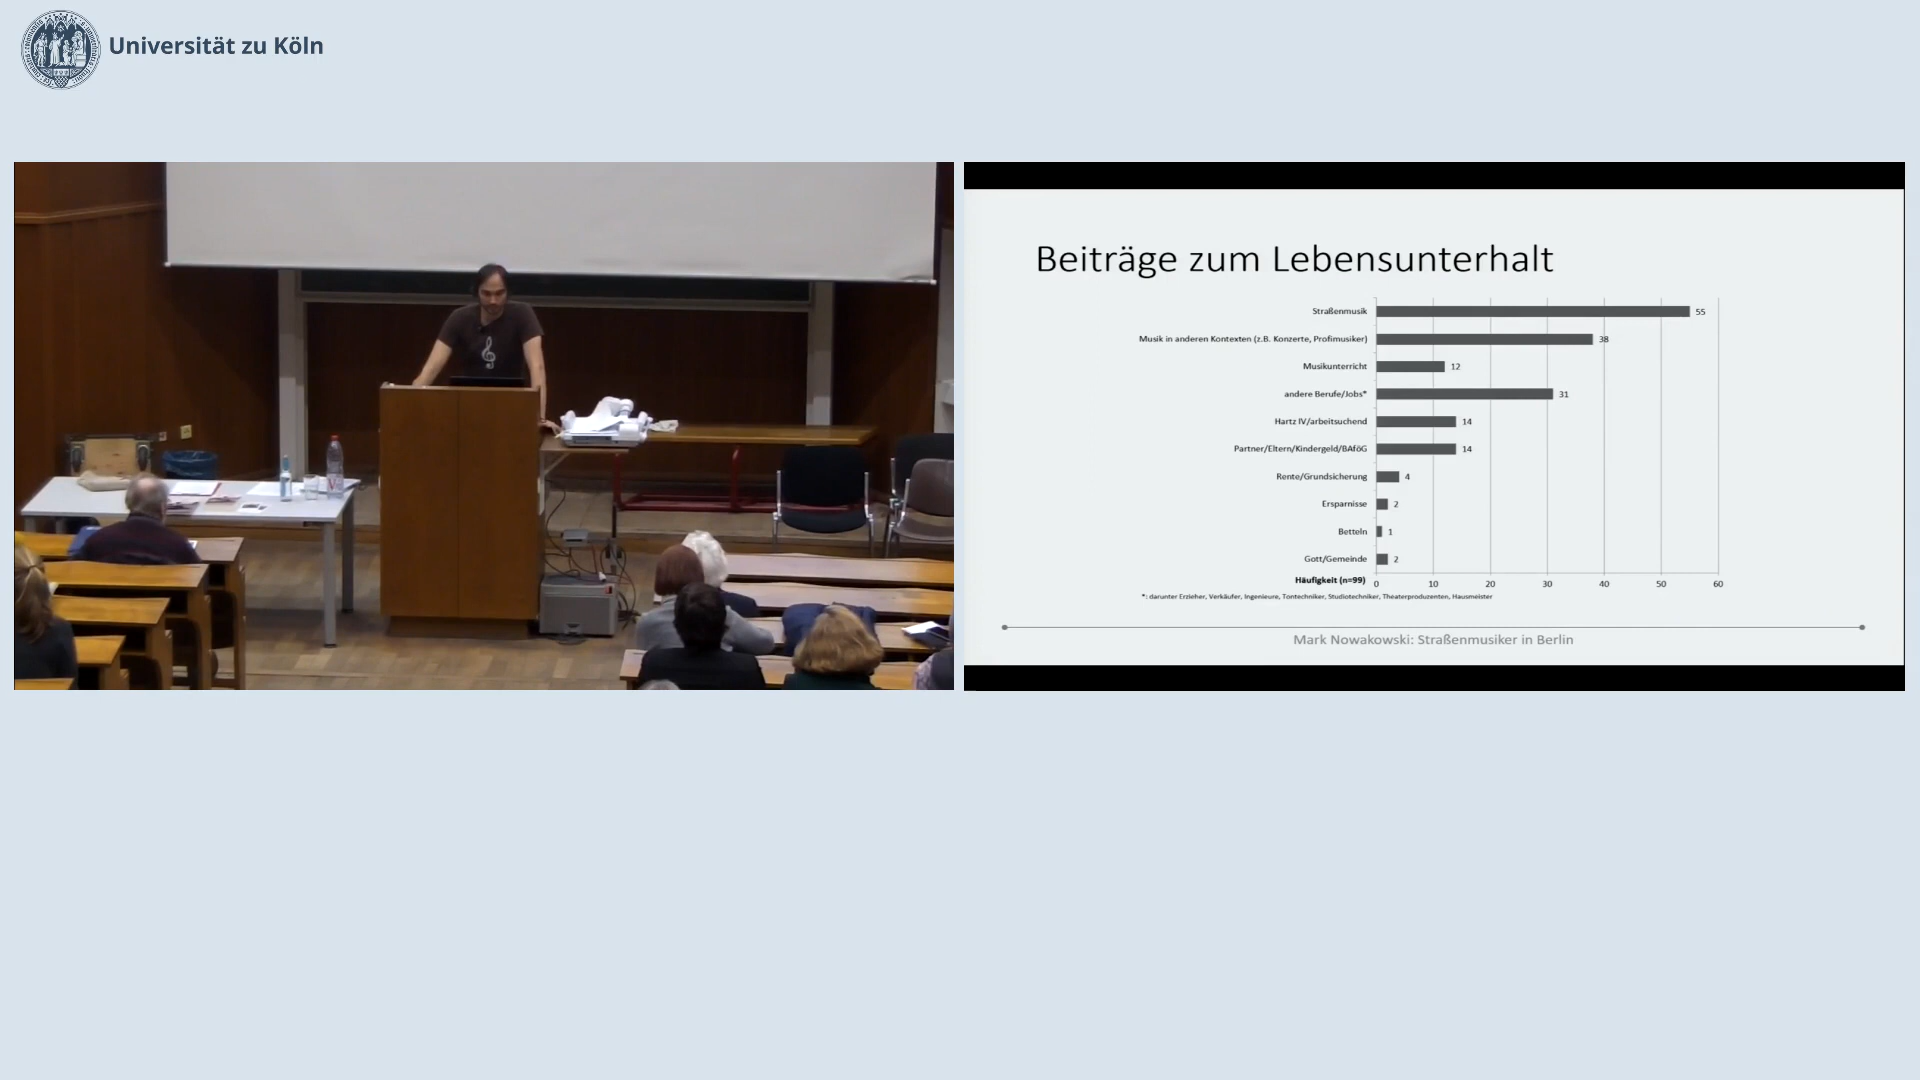 Universität zu Köln
Beiträge zum Lebensunterhalt
Straßenmusik 55
Musik in anderen Kontexten (z.B. Konzerte, Profimusiker) 38
Musikunterricht 12
andere Berufe/Jobs* 31
Hartz IV/arbeitsuchend 14
Partner/Eltern/Kindergeld/BAföG 14
Rente/Grundsicherung 4
Ersparnisse 2
Betteln 1
Gott/Gemeinde 2
Häufigkeit (n=99) 0 10 20 30 40 50 60
*: darunter Erzieher, Verkäufer, Ingenieure, Tontechniker, Studiotechniker, Theaterproduzenten, Hausmeister
Mark Nowakowski: Straßenmusiker in Berlin